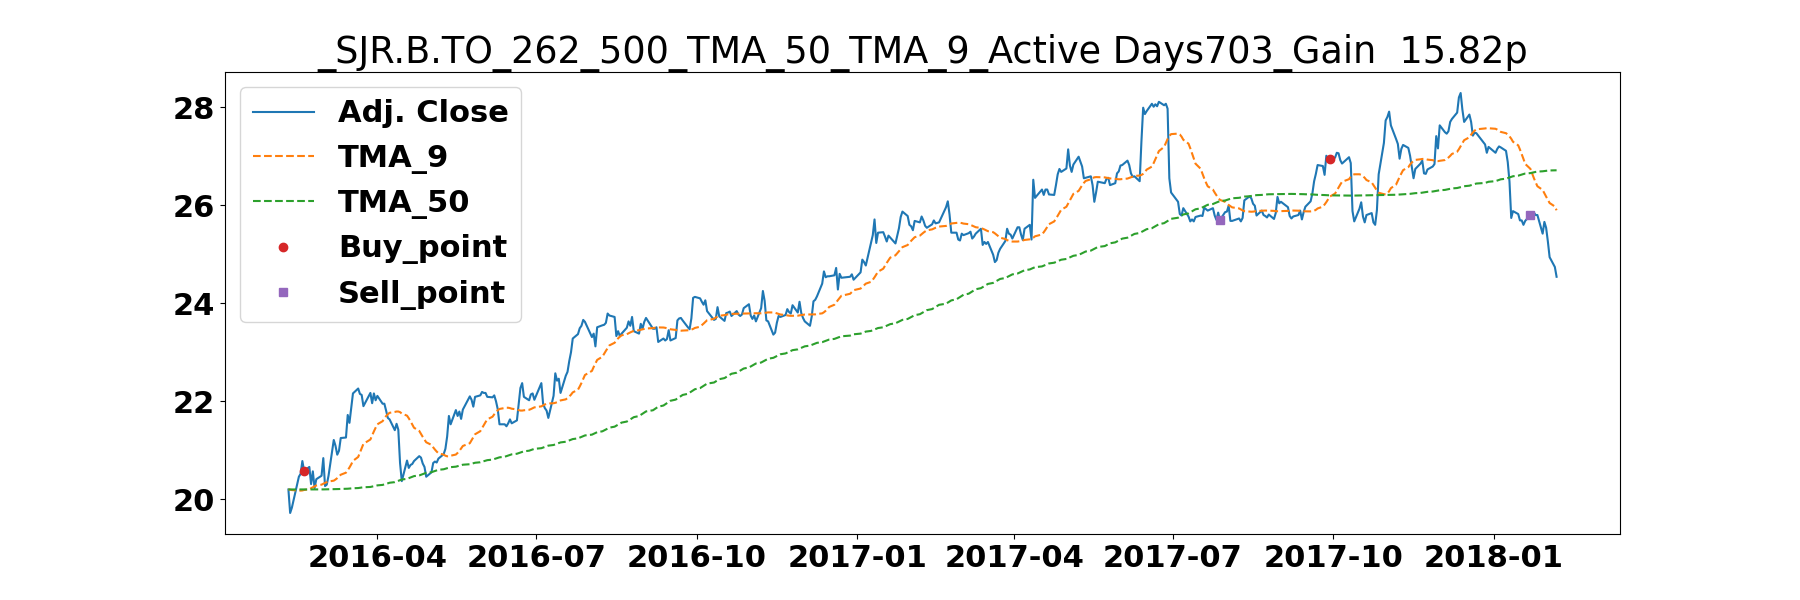 _SJR.B.TO_262_500_TMA_50_TMA_9_Active Days703_Gain  15.82p
28
26
24
22
20
Adj. Close
TMA_9
TMA_50
Buy_point
Sell_point
2016-04 2016-07 2016-10 2017-01 2017-04 2017-07 2017-10 2018-01